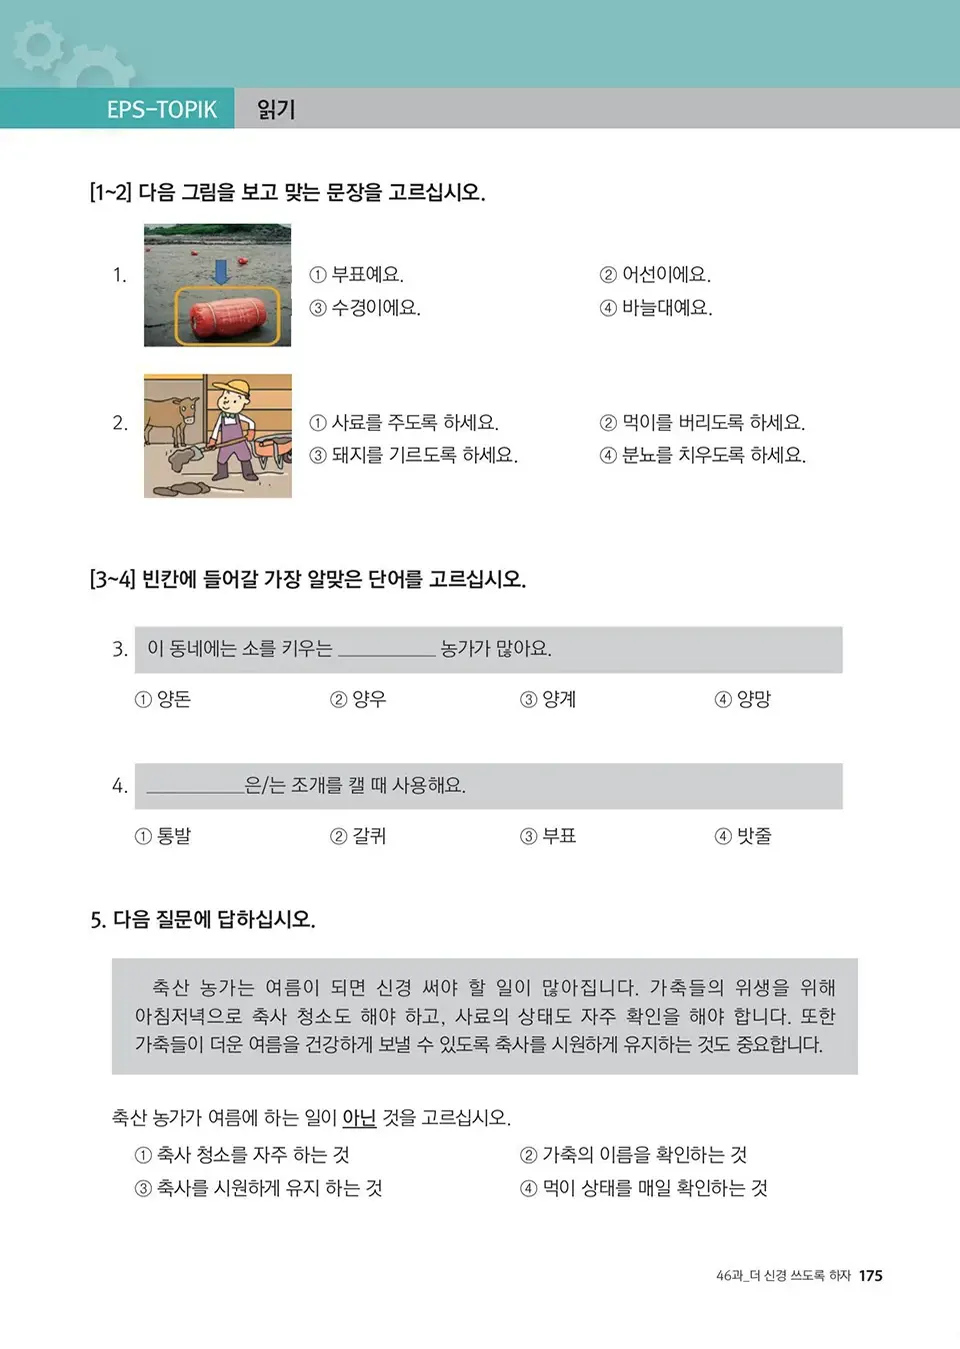 EPS-TOPIK 읽기
[1~2] 다음 그림을 보고 맞는 문장을 고르십시오.
1.
① 부표예요. ② 어선이에요.
③ 수경이에요. ④ 바늘대예요.
2.
① 사료를 주도록 하세요. ② 먹이를 버리도록 하세요.
③ 돼지를 기르도록 하세요. ④ 분뇨를 치우도록 하세요.
[3~4] 빈칸에 들어갈 가장 알맞은 단어를 고르십시오.
3. 이 동네에는 소를 키우는 __________ 농가가 많아요.
① 양돈 ② 양우 ③ 양계 ④ 양망
4. __________은/는 조개를 캘 때 사용해요.
① 통발 ② 갈퀴 ③ 부표 ④ 밧줄
5. 다음 질문에 답하십시오.
축산 농가는 여름이 되면 신경 써야 할 일이 많아집니다. 가축들의 위생을 위해
아침저녁으로 축사 청소도 해야 하고, 사료의 상태도 자주 확인을 해야 합니다. 또한
가축들이 더운 여름을 건강하게 보낼 수 있도록 축사를 시원하게 유지하는 것도 중요합니다.
축산 농가가 여름에 하는 일이 아닌 것을 고르십시오.
① 축사 청소를 자주 하는 것 ② 가축의 이름을 확인하는 것
③ 축사를 시원하게 유지 하는 것 ④ 먹이 상태를 매일 확인하는 것
46과_더 신경 쓰도록 하자 175